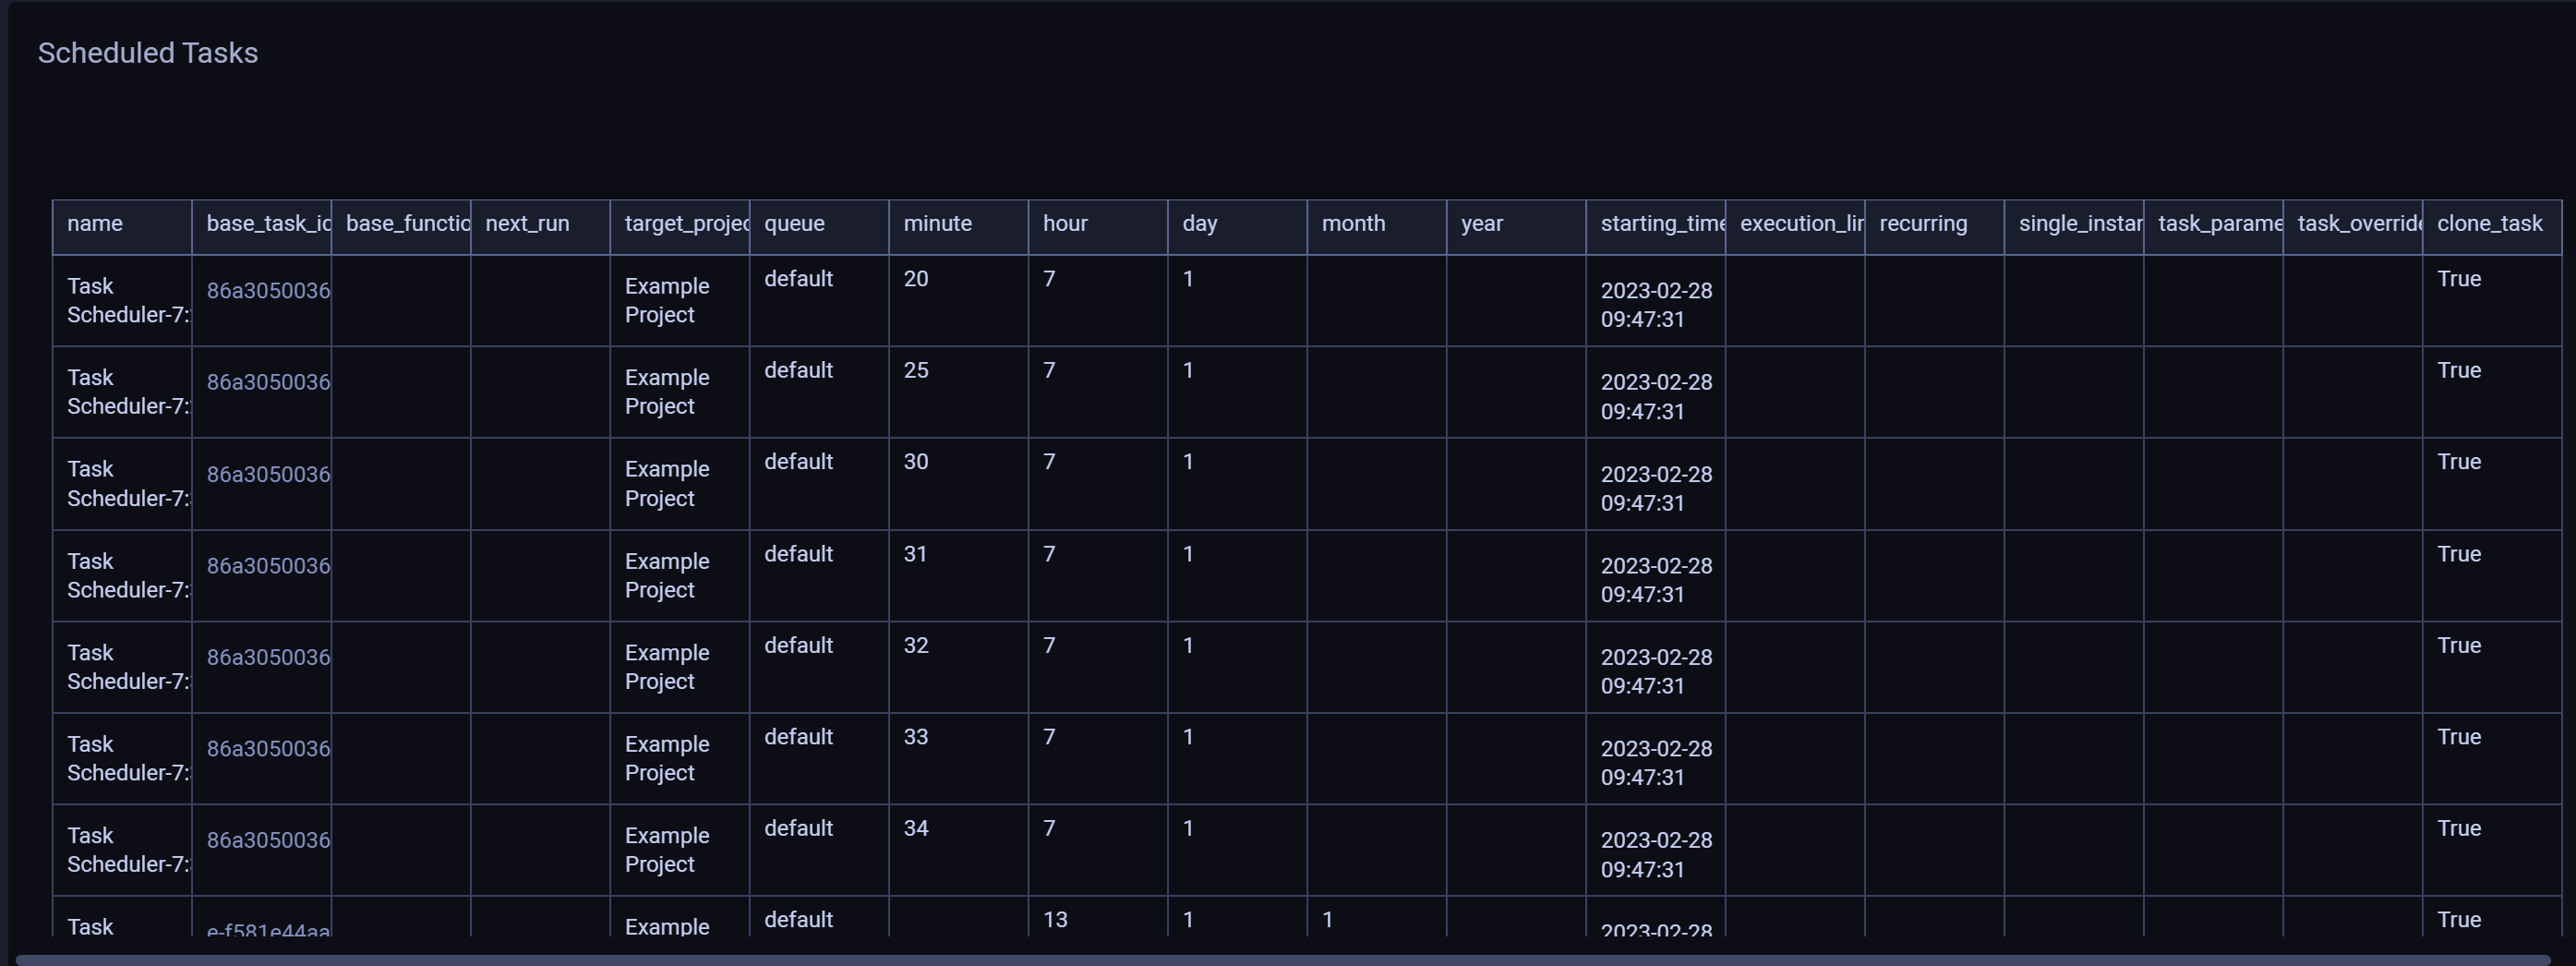 Scheduled Tasks
name base_task_id base_functio next_run target_projec queue minute hour day month year starting_time execution_lir recurring single_instar task_parame task_override clone_task
Task Scheduler-7: 86a3050036 Example Project default 20 7 1 2023-02-28 09:47:31 True
Task Scheduler-7: 86a3050036 Example Project default 25 7 1 2023-02-28 09:47:31 True
Task Scheduler-7: 86a3050036 Example Project default 30 7 1 2023-02-28 09:47:31 True
Task Scheduler-7: 86a3050036 Example Project default 31 7 1 2023-02-28 09:47:31 True
Task Scheduler-7: 86a3050036 Example Project default 32 7 1 2023-02-28 09:47:31 True
Task Scheduler-7: 86a3050036 Example Project default 33 7 1 2023-02-28 09:47:31 True
Task Scheduler-7: 86a3050036 Example Project default 34 7 1 2023-02-28 09:47:31 True
Task e-f581e44aa Example default 13 1 1 2023-02-28 True